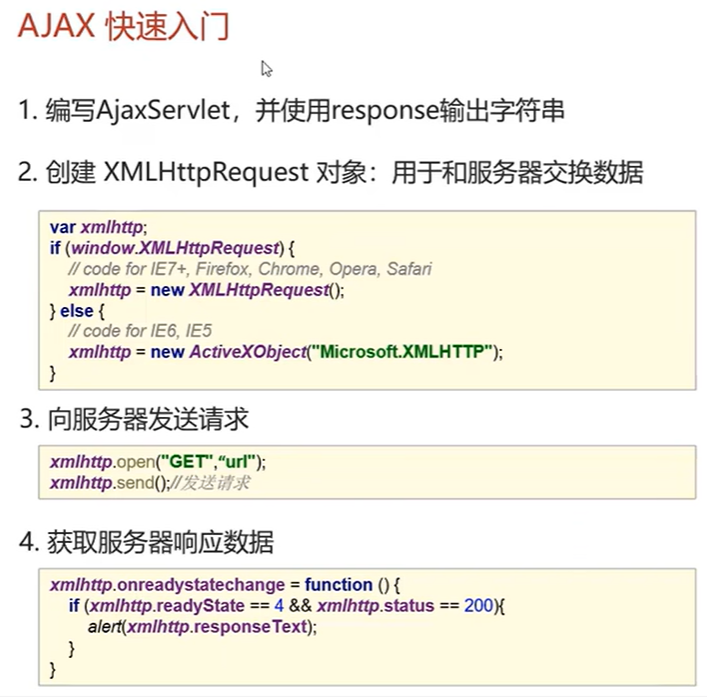 AJAX 快速入门
1. 编写AjaxServlet，并使用response输出字符串
2. 创建 XMLHttpRequest 对象：用于和服务器交换数据
var xmlhttp;
if (window.XMLHttpRequest) {
// code for IE7+, Firefox, Chrome, Opera, Safari
xmlhttp = new XMLHttpRequest();
} else {
// code for IE6, IE5
xmlhttp = new ActiveXObject("Microsoft.XMLHTTP");
}
3. 向服务器发送请求
xmlhttp.open("GET",“url");
xmlhttp.send();//发送请求
4. 获取服务器响应数据
xmlhttp.onreadystatechange = function () {
if (xmlhttp.readyState == 4 && xmlhttp.status == 200){
alert(xmlhttp.responseText);
}
}